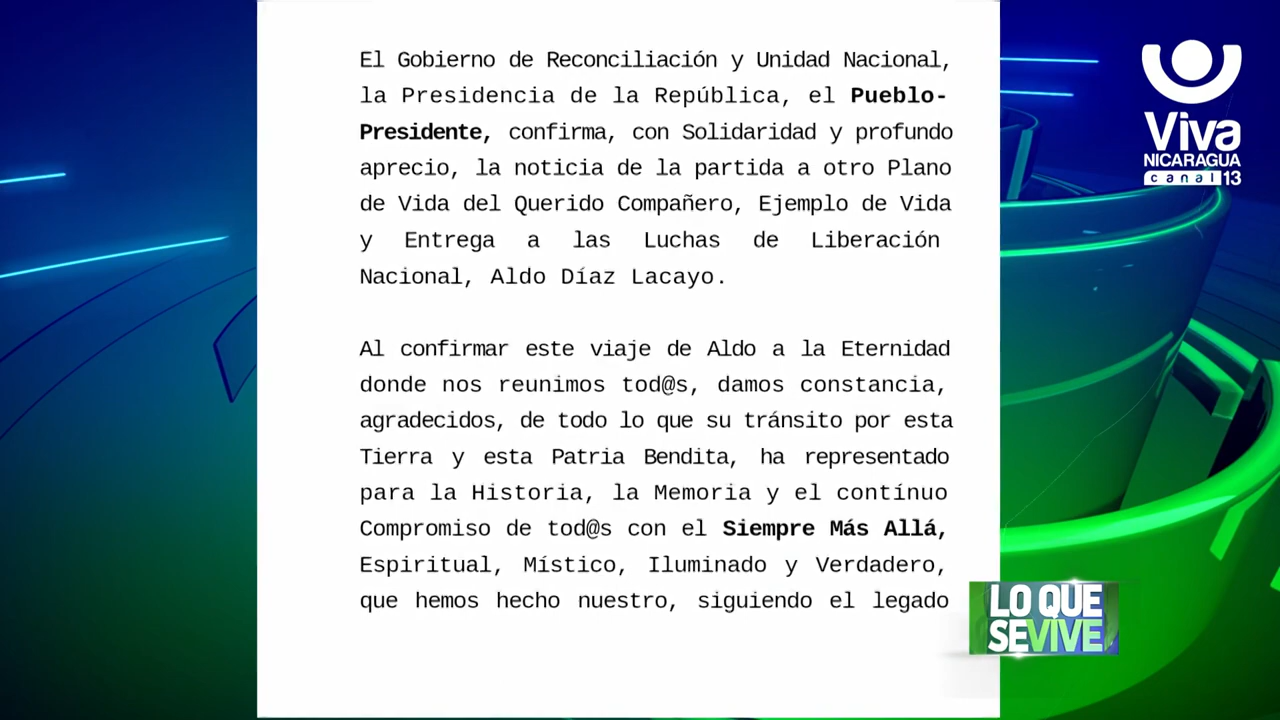 El Gobierno de Reconciliación y Unidad Nacional,
la Presidencia de la República, el Pueblo-
Presidente, confirma, con Solidaridad y profundo
aprecio, la noticia de la partida a otro Plano
de Vida del Querido Compañero, Ejemplo de Vida
y Entrega a las Luchas de Liberación
Nacional, Aldo Díaz Lacayo.
Al confirmar este viaje de Aldo a la Eternidad
donde nos reunimos tod@s, damos constancia,
agradecidos, de todo lo que su tránsito por esta
Tierra y esta Patria Bendita, ha representado
para la Historia, la Memoria y el contínuo
Compromiso de tod@s con el Siempre Más Allá,
Espiritual, Místico, Iluminado y Verdadero,
que hemos hecho nuestro, siguiendo el legado
Viva
NICARAGUA
canal 13
LO QUE
SE VIVE